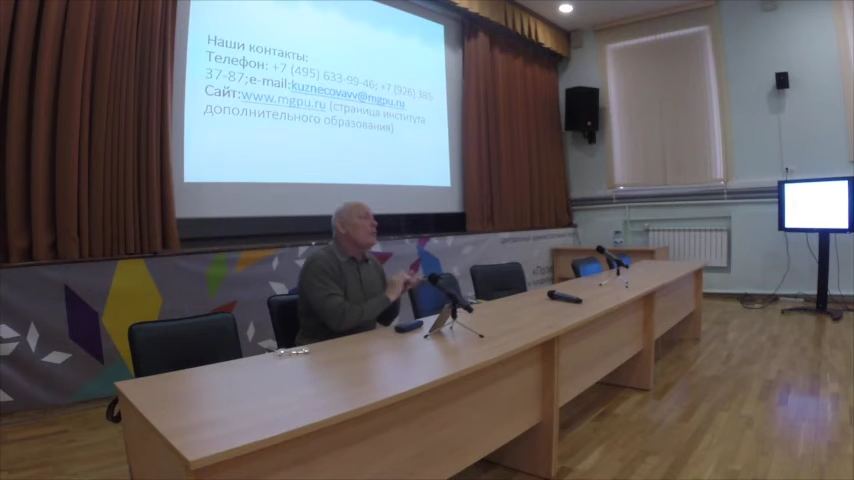 Наши контакты:
Телефон: +7 (495) 633-99-46; +7 (926) 385
37-87;e-mail:kuznecovavv@mgpu.ru
Сайт:www.mgpu.ru (страница института
дополнительного образования)